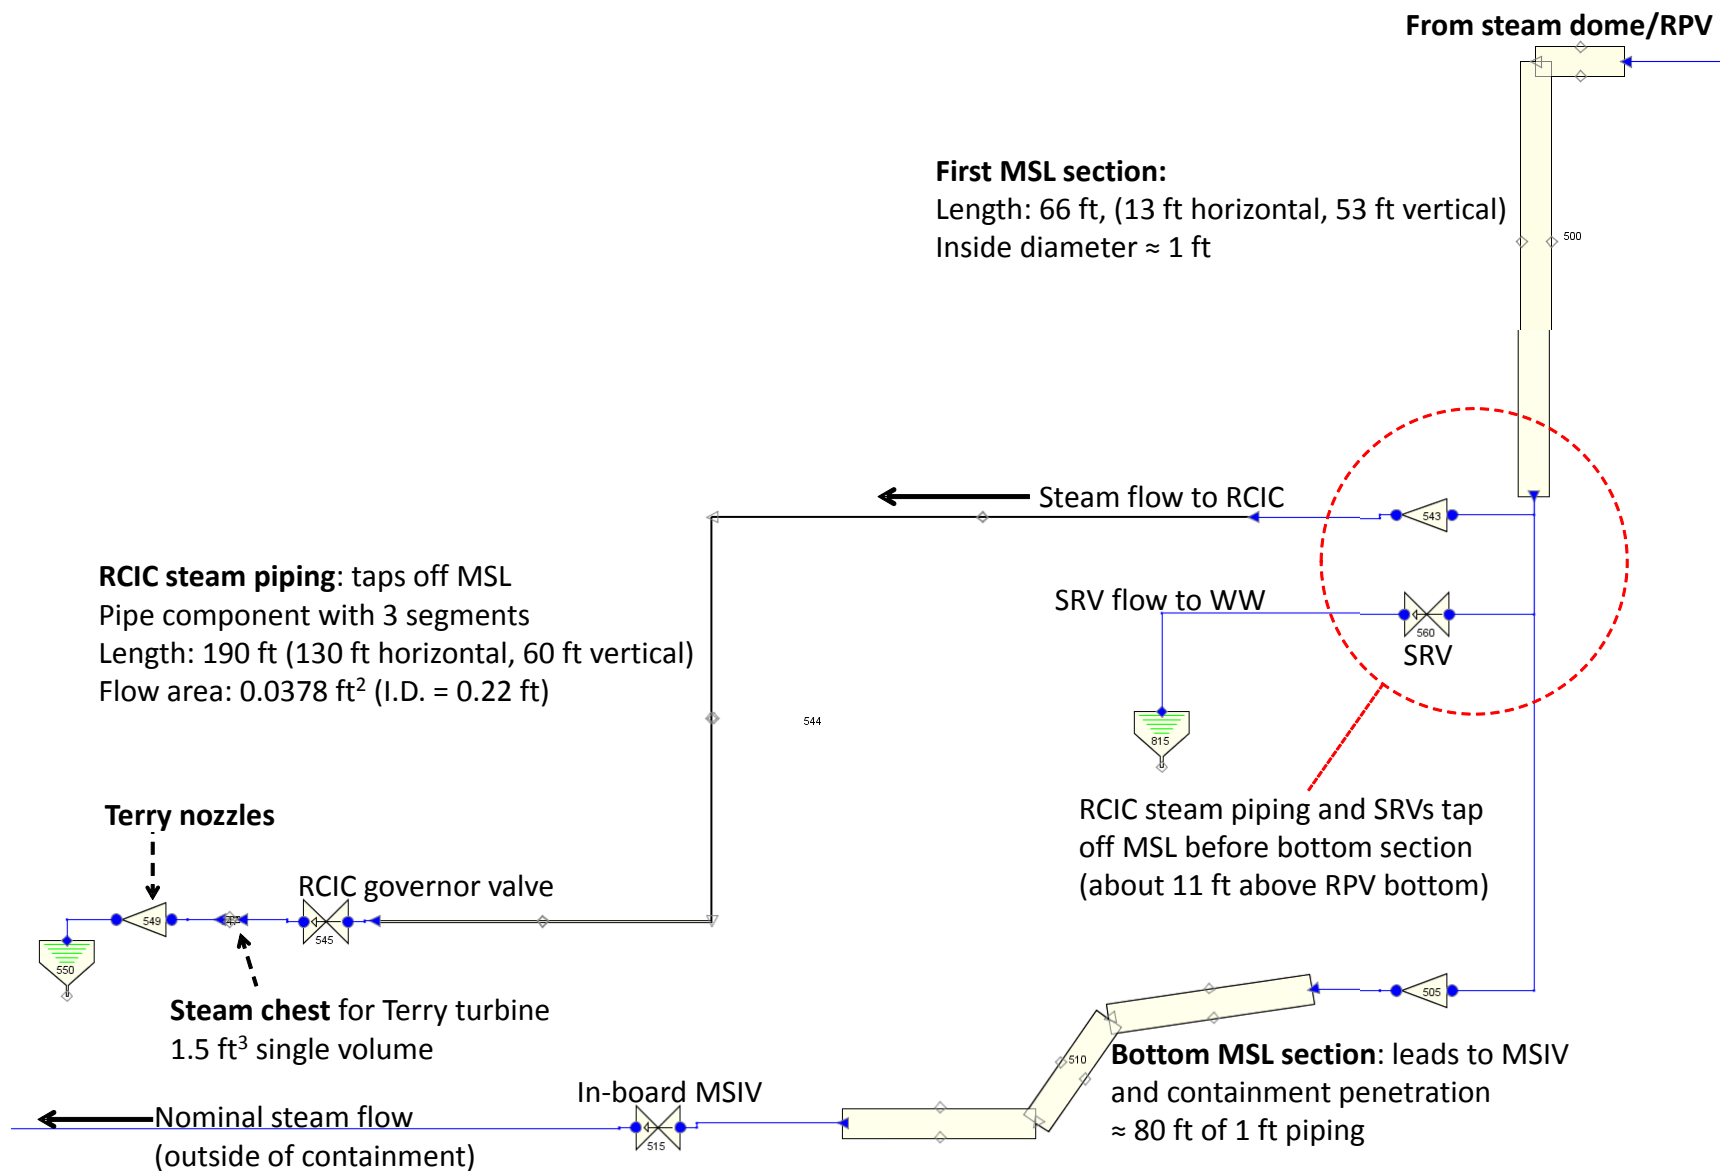 From steam dome/RPV
First MSL section:
Length: 66 ft, (13 ft horizontal, 53 ft vertical)
Inside diameter ≈ 1 ft
500
Steam flow to RCIC
543
RCIC steam piping: taps off MSL
Pipe component with 3 segments
Length: 190 ft (130 ft horizontal, 60 ft vertical)
Flow area: 0.0378 ft² (I.D. = 0.22 ft)
SRV flow to WW
560
SRV
544
815
RCIC steam piping and SRVs tap
off MSL before bottom section
(about 11 ft above RPV bottom)
Terry nozzles
RCIC governor valve
549
545
550
Steam chest for Terry turbine
1.5 ft³ single volume
505
510
Bottom MSL section: leads to MSIV
and containment penetration
≈ 80 ft of 1 ft piping
In-board MSIV
515
Nominal steam flow
(outside of containment)